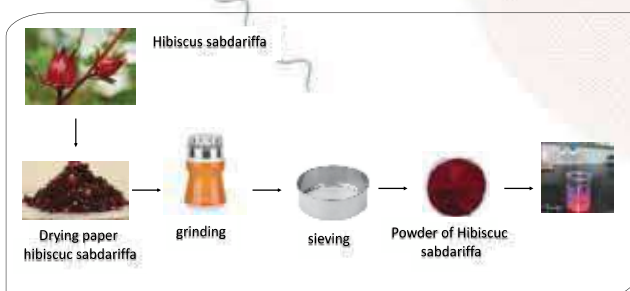 Hibiscus sabdariffa
Drying paper
hibiscuc sabdariffa
grinding
sieving
Powder of Hibiscuc
sabdariffa